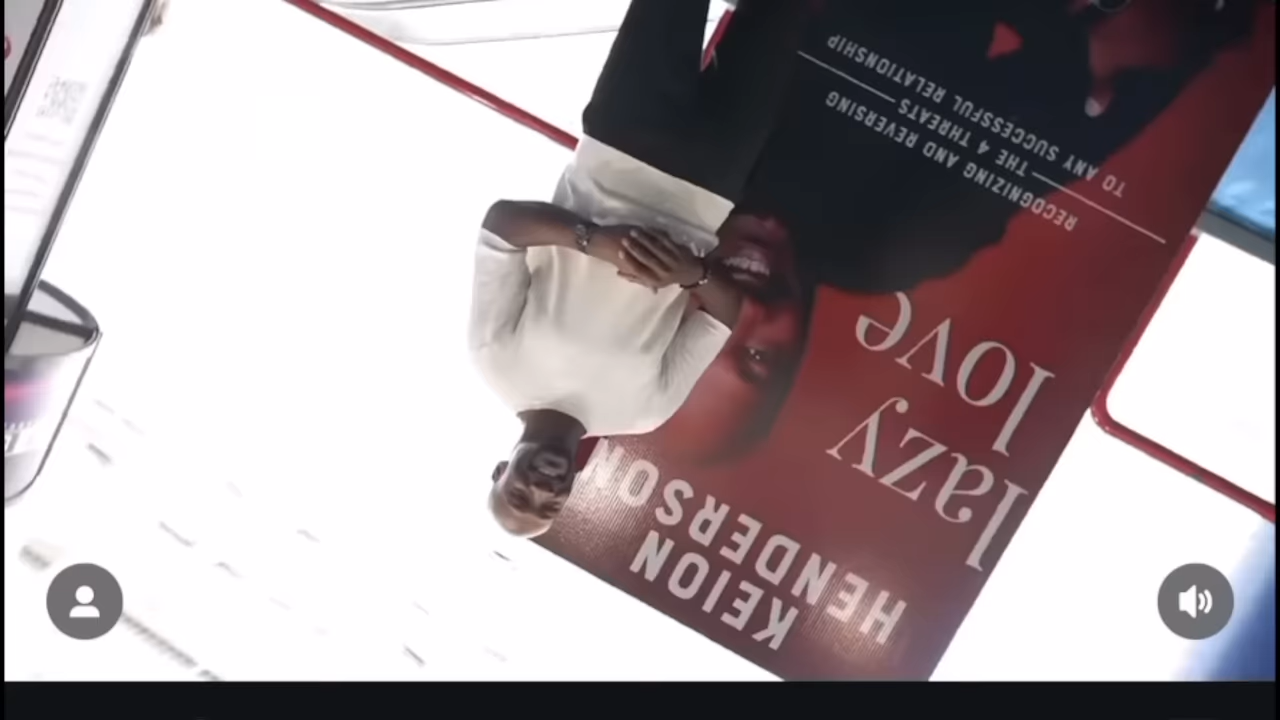 KEION
HENDERSON
lazy
love
RECOGNIZING AND REVERSING
THE 4 THREATS
TO ANY SUCCESSFUL RELATIONSHIP